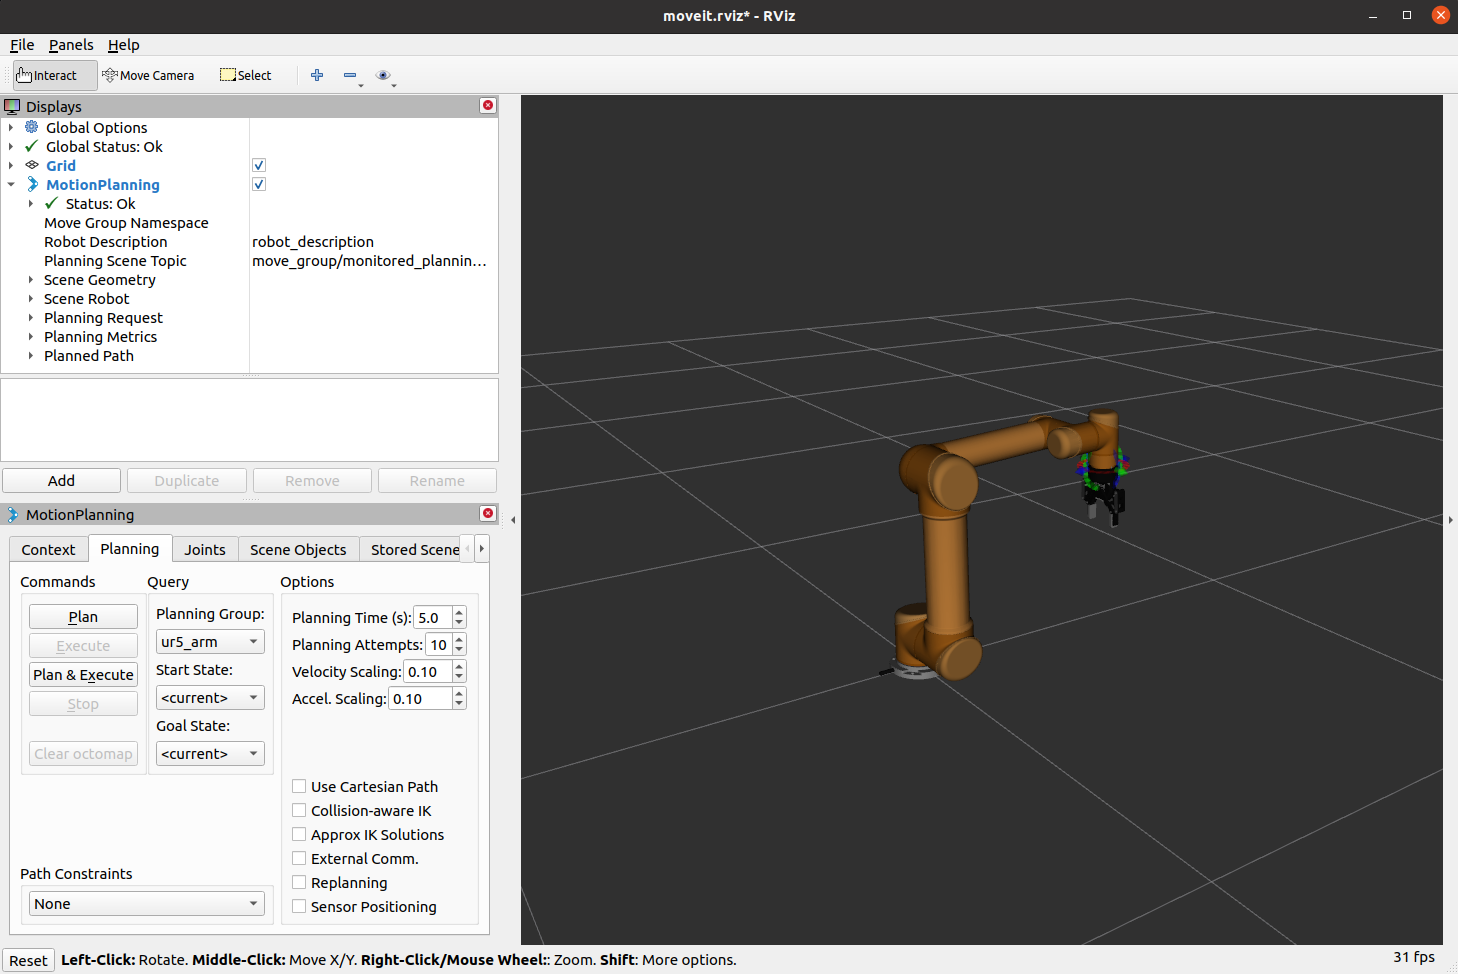 moveit.rviz* - RViz
File Panels Help
Interact Move Camera Select
Displays
Global Options
Global Status: Ok
Grid
MotionPlanning
Status: Ok
Move Group Namespace
Robot Description robot_description
Planning Scene Topic move_group/monitored_plannin...
Scene Geometry
Scene Robot
Planning Request
Planning Metrics
Planned Path
Add Duplicate Remove Rename
MotionPlanning
Context Planning Joints Scene Objects Stored Scene
Commands Query Options
Plan
Execute
Plan & Execute
Stop
Clear octomap
Planning Group:
ur5_arm
Start State:
<current>
Goal State:
<current>
Planning Time (s): 5.0
Planning Attempts: 10
Velocity Scaling: 0.10
Accel. Scaling: 0.10
Use Cartesian Path
Collision-aware IK
Approx IK Solutions
External Comm.
Replanning
Sensor Positioning
Path Constraints
None
Reset Left-Click: Rotate. Middle-Click: Move X/Y. Right-Click/Mouse Wheel:: Zoom. Shift: More options. 31 fps